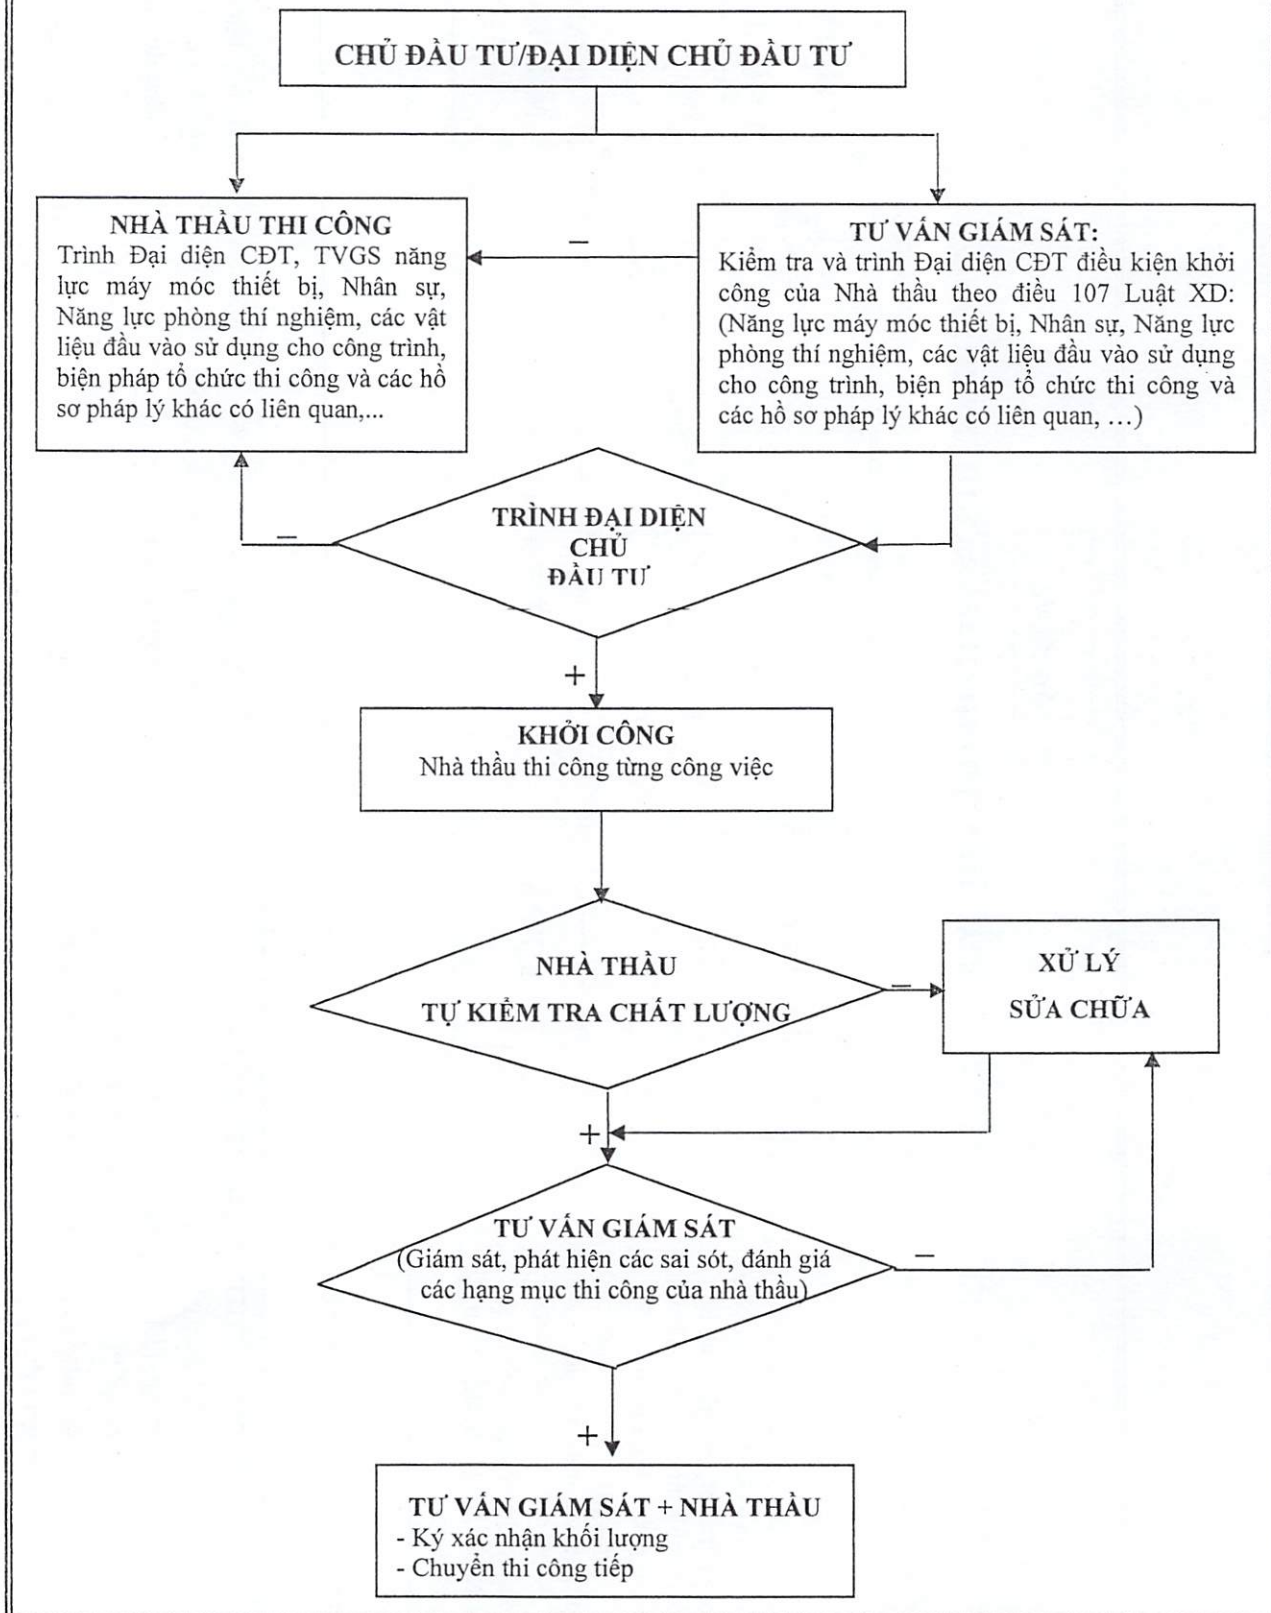 CHỦ ĐẦU TƯ/ĐẠI DIỆN CHỦ ĐẦU TƯ
NHÀ THẦU THI CÔNG
Trình Đại diện CĐT, TVGS năng
lực máy móc thiết bị, Nhân sự,
Năng lực phòng thí nghiệm, các vật
liệu đầu vào sử dụng cho công trình,
biện pháp tổ chức thi công và các hồ
sơ pháp lý khác có liên quan,...
–
TƯ VẤN GIÁM SÁT:
Kiểm tra và trình Đại diện CĐT điều kiện khởi
công của Nhà thầu theo điều 107 Luật XD:
(Năng lực máy móc thiết bị, Nhân sự, Năng lực
phòng thí nghiệm, các vật liệu đầu vào sử dụng
cho công trình, biện pháp tổ chức thi công và
các hồ sơ pháp lý khác có liên quan, …)
TRÌNH ĐẠI DIỆN
CHỦ
ĐẦU TƯ
–
+
KHỞI CÔNG
Nhà thầu thi công từng công việc
NHÀ THẦU
TỰ KIỂM TRA CHẤT LƯỢNG
–
XỬ LÝ
SỬA CHỮA
+
TƯ VẤN GIÁM SÁT
(Giám sát, phát hiện các sai sót, đánh giá
các hạng mục thi công của nhà thầu)
–
+
TƯ VẤN GIÁM SÁT + NHÀ THẦU
- Ký xác nhận khối lượng
- Chuyển thi công tiếp